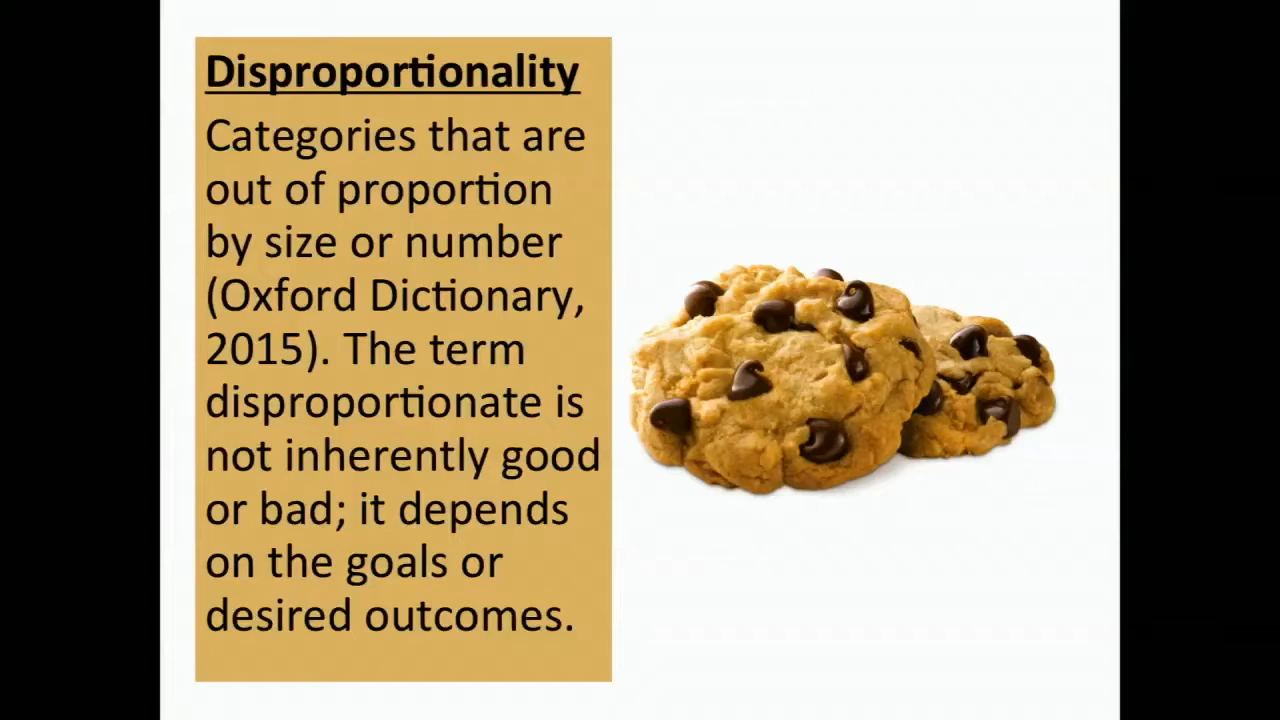 Disproportionality
Categories that are
out of proportion
by size or number
(Oxford Dictionary,
2015). The term
disproportionate is
not inherently good
or bad; it depends
on the goals or
desired outcomes.